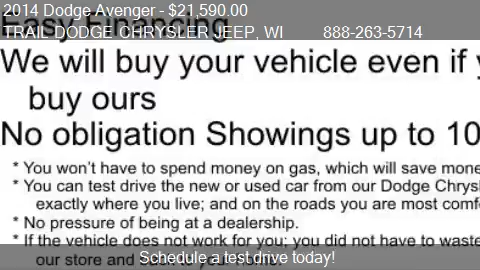 2014 Dodge Avenger - $21,590.00
Easy Financing
TRAIL DODGE CHRYSLER JEEP, WI 888-263-5714
We will buy your vehicle even if y
buy ours
No obligation Showings up to 10
* You won't have to spend money on gas, which will save mone
* You can test drive the new or used car from our Dodge Chrys
exactly where you live; and on the roads you are most comf
* No pressure of being at a dealership.
* If the vehicle does not work for you; you did not have to waste
our store and
Schedule a test drive today!